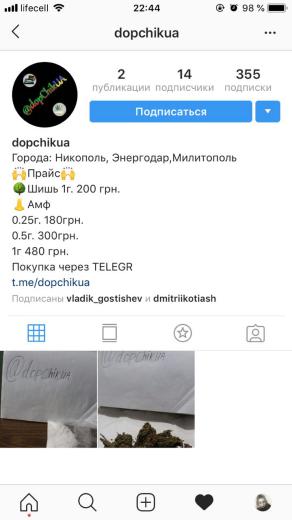 lifecell 22:44 98 %
dopchikua
2 14 355
публикации подписчики подписки
Подписаться
@dopChikUA
dopchikua
Города: Никополь, Энергодар,Милитополь
🙌Прайс🙌
🌳Шишь 1г. 200 грн.
👃Амф
0.25г. 180грн.
0.5г. 300грн.
1г 480 грн.
Покупка через TELEGR
t.me/dopchikua
Подписаны vladik_gostishev и dmitriikotiash
@dopchikUA @dopchikUA